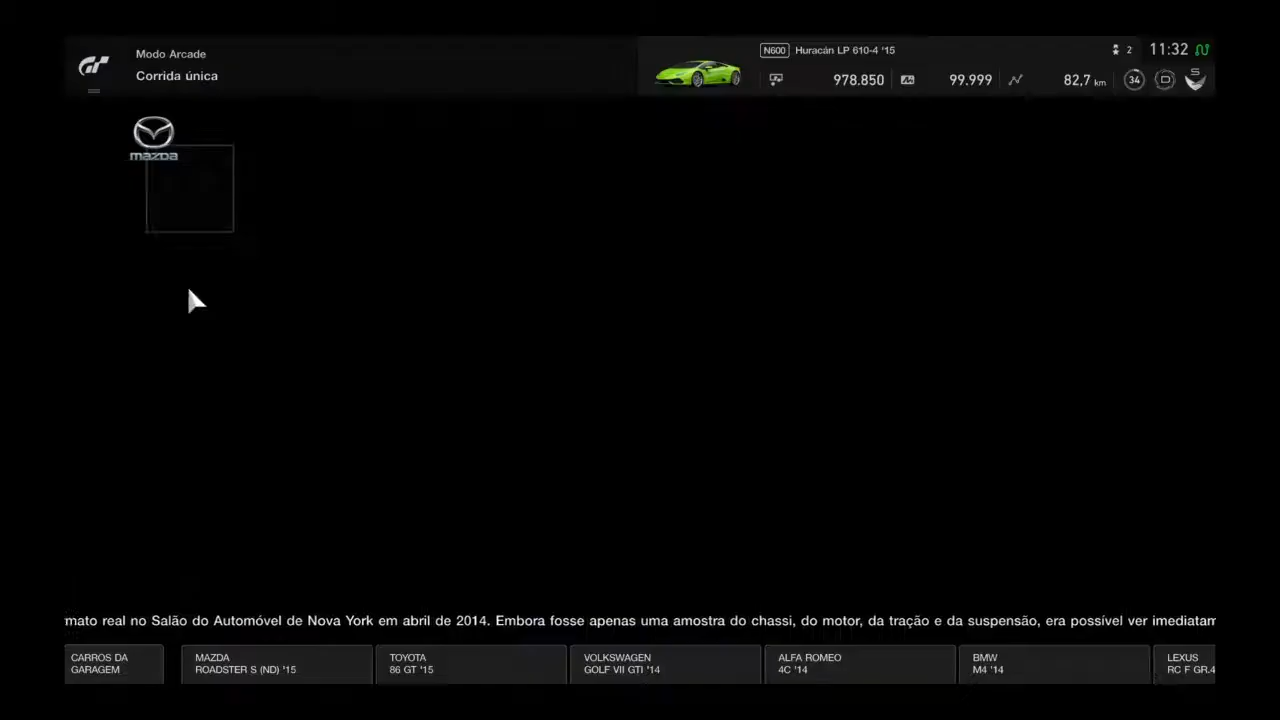 Modo Arcade
Corrida única
N600 Huracán LP 610-4 '15
2
11:32
978.850
99.999
82,7 km
34
D
S
mazda
mato real no Salão do Automóvel de Nova York em abril de 2014. Embora fosse apenas uma amostra do chassi, do motor, da tração e da suspensão, era possível ver imediatam
CARROS DA
GARAGEM
MAZDA
ROADSTER S (ND) '15
TOYOTA
86 GT '15
VOLKSWAGEN
GOLF VII GTI '14
ALFA ROMEO
4C '14
BMW
M4 '14
LEXUS
RC F GR.4